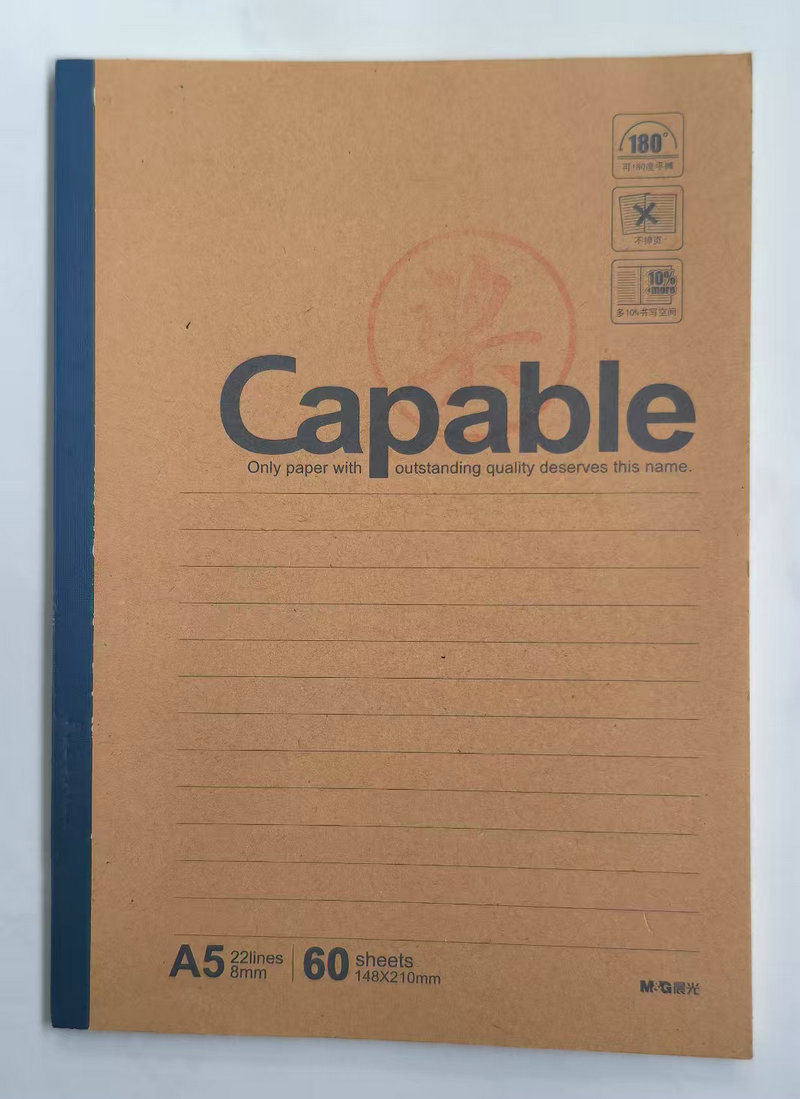 180°
可180度平摊
不掉页
10%
+more
多10%书写空间
Capable
Only paper with outstanding quality deserves this name.
A5 22lines 8mm
60 sheets 148X210mm
M&G晨光